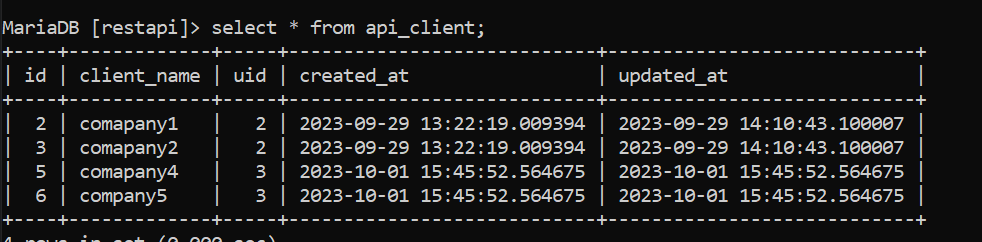 MariaDB [restapi]> select * from api_client;
+----+-------------+-----+----------------------------+----------------------------+
| id | client_name | uid | created_at                 | updated_at                 |
+----+-------------+-----+----------------------------+----------------------------+
|  2 | comapany1   |   2 | 2023-09-29 13:22:19.009394 | 2023-09-29 14:10:43.100007 |
|  3 | comapany2   |   2 | 2023-09-29 13:22:19.009394 | 2023-09-29 14:10:43.100007 |
|  5 | comapany4   |   3 | 2023-10-01 15:45:52.564675 | 2023-10-01 15:45:52.564675 |
|  6 | company5    |   3 | 2023-10-01 15:45:52.564675 | 2023-10-01 15:45:52.564675 |
+----+-------------+-----+----------------------------+----------------------------+
4 rows in set (0.000 sec)